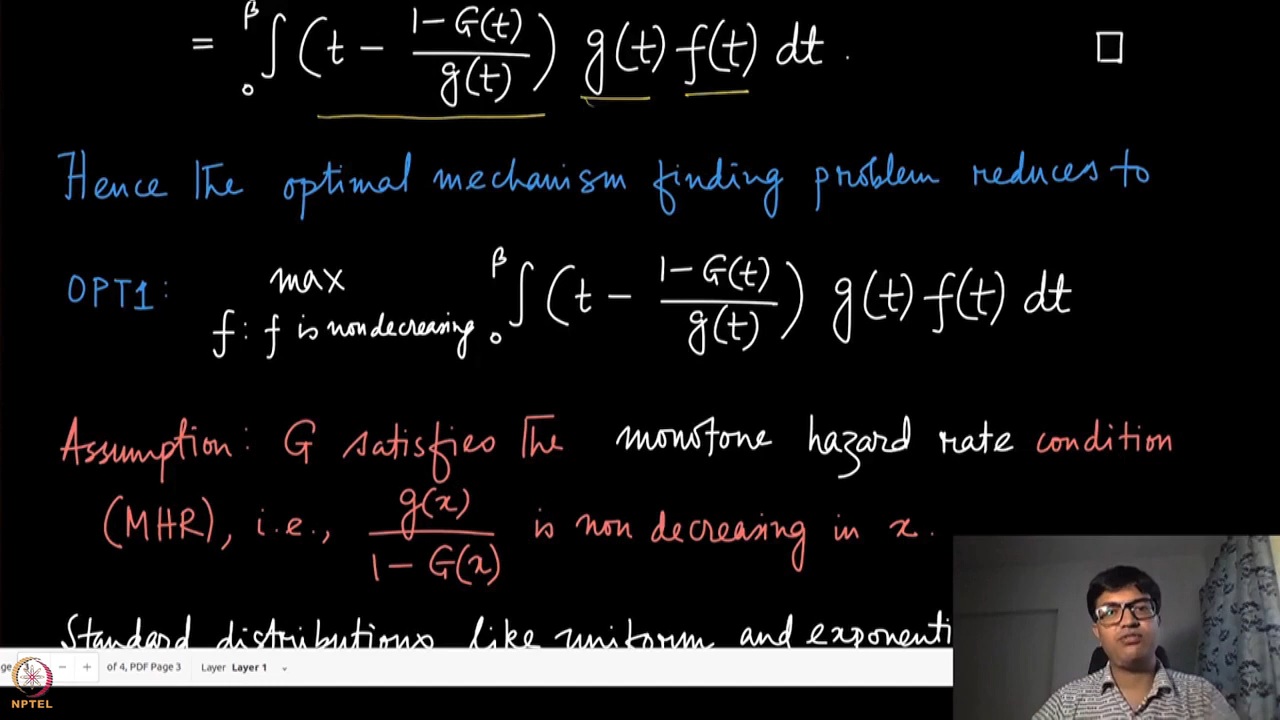 = ₀∫^β (t − (1 − G(t))/g(t)) g(t) f(t) dt. □
Hence the optimal mechanism finding problem reduces to
OPT1: max f: f is nondecreasing ₀∫^β (t − (1 − G(t))/g(t)) g(t) f(t) dt
Assumption: G satisfies the monotone hazard rate condition
(MHR), i.e., g(x)/(1 − G(x)) is non decreasing in x.
Standard distributions like uniform and exponenti
of 4, PDF Page 3 Layer Layer 1
NPTEL